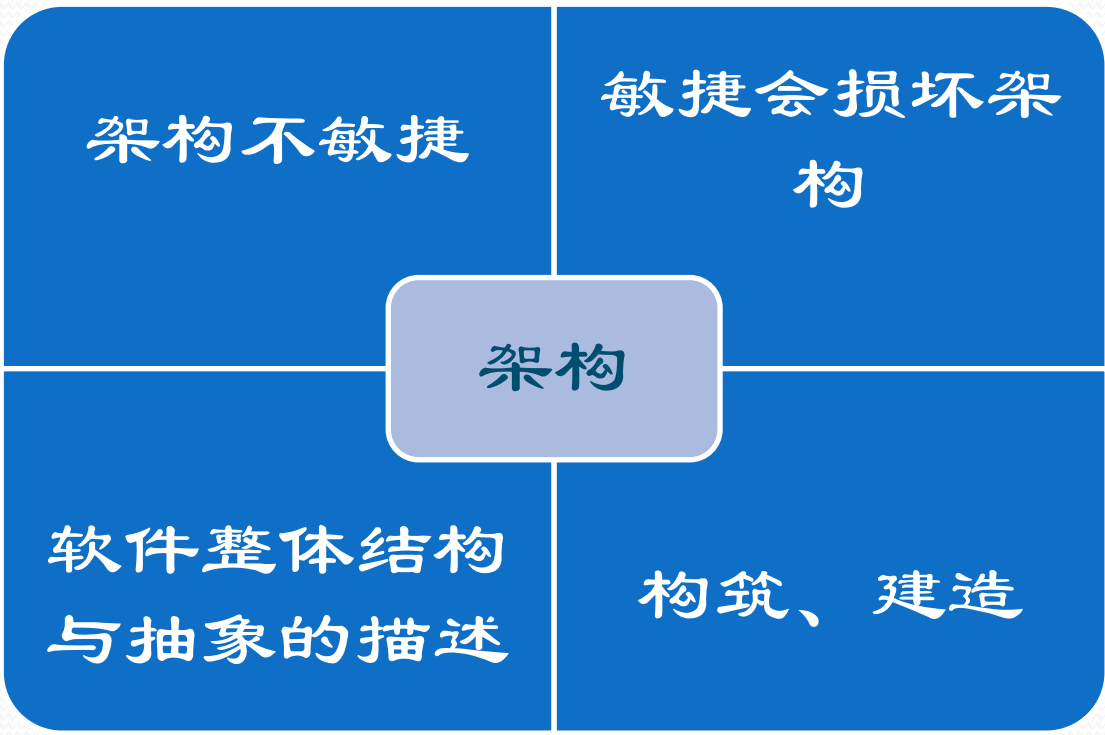 架构不敏捷
敏捷会损坏架
构
架构
软件整体结构
与抽象的描述
构筑、建造